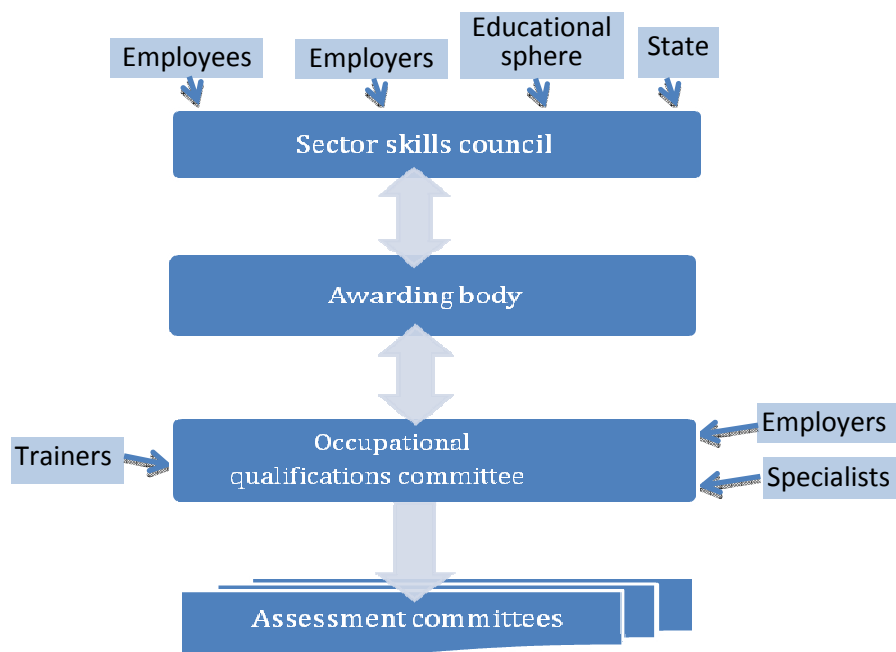 Employees
Employers
Educational
sphere
State
Sector skills council
Awarding body
Occupational
qualifications committee
Trainers
Employers
Specialists
Assessment committees